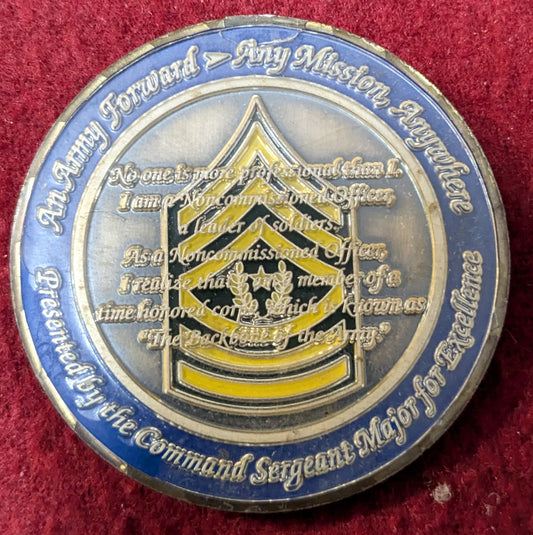 An Army Forward > Any Mission, Anywhere
No one is more professional than I.
I am a Noncommissioned Officer,
a leader of soldiers.
As a Noncommissioned Officer,
I realize that I am a member of a
time honored corps, which is known as
"The Backbone of the Army."
Presented by the Command Sergeant Major for Excellence